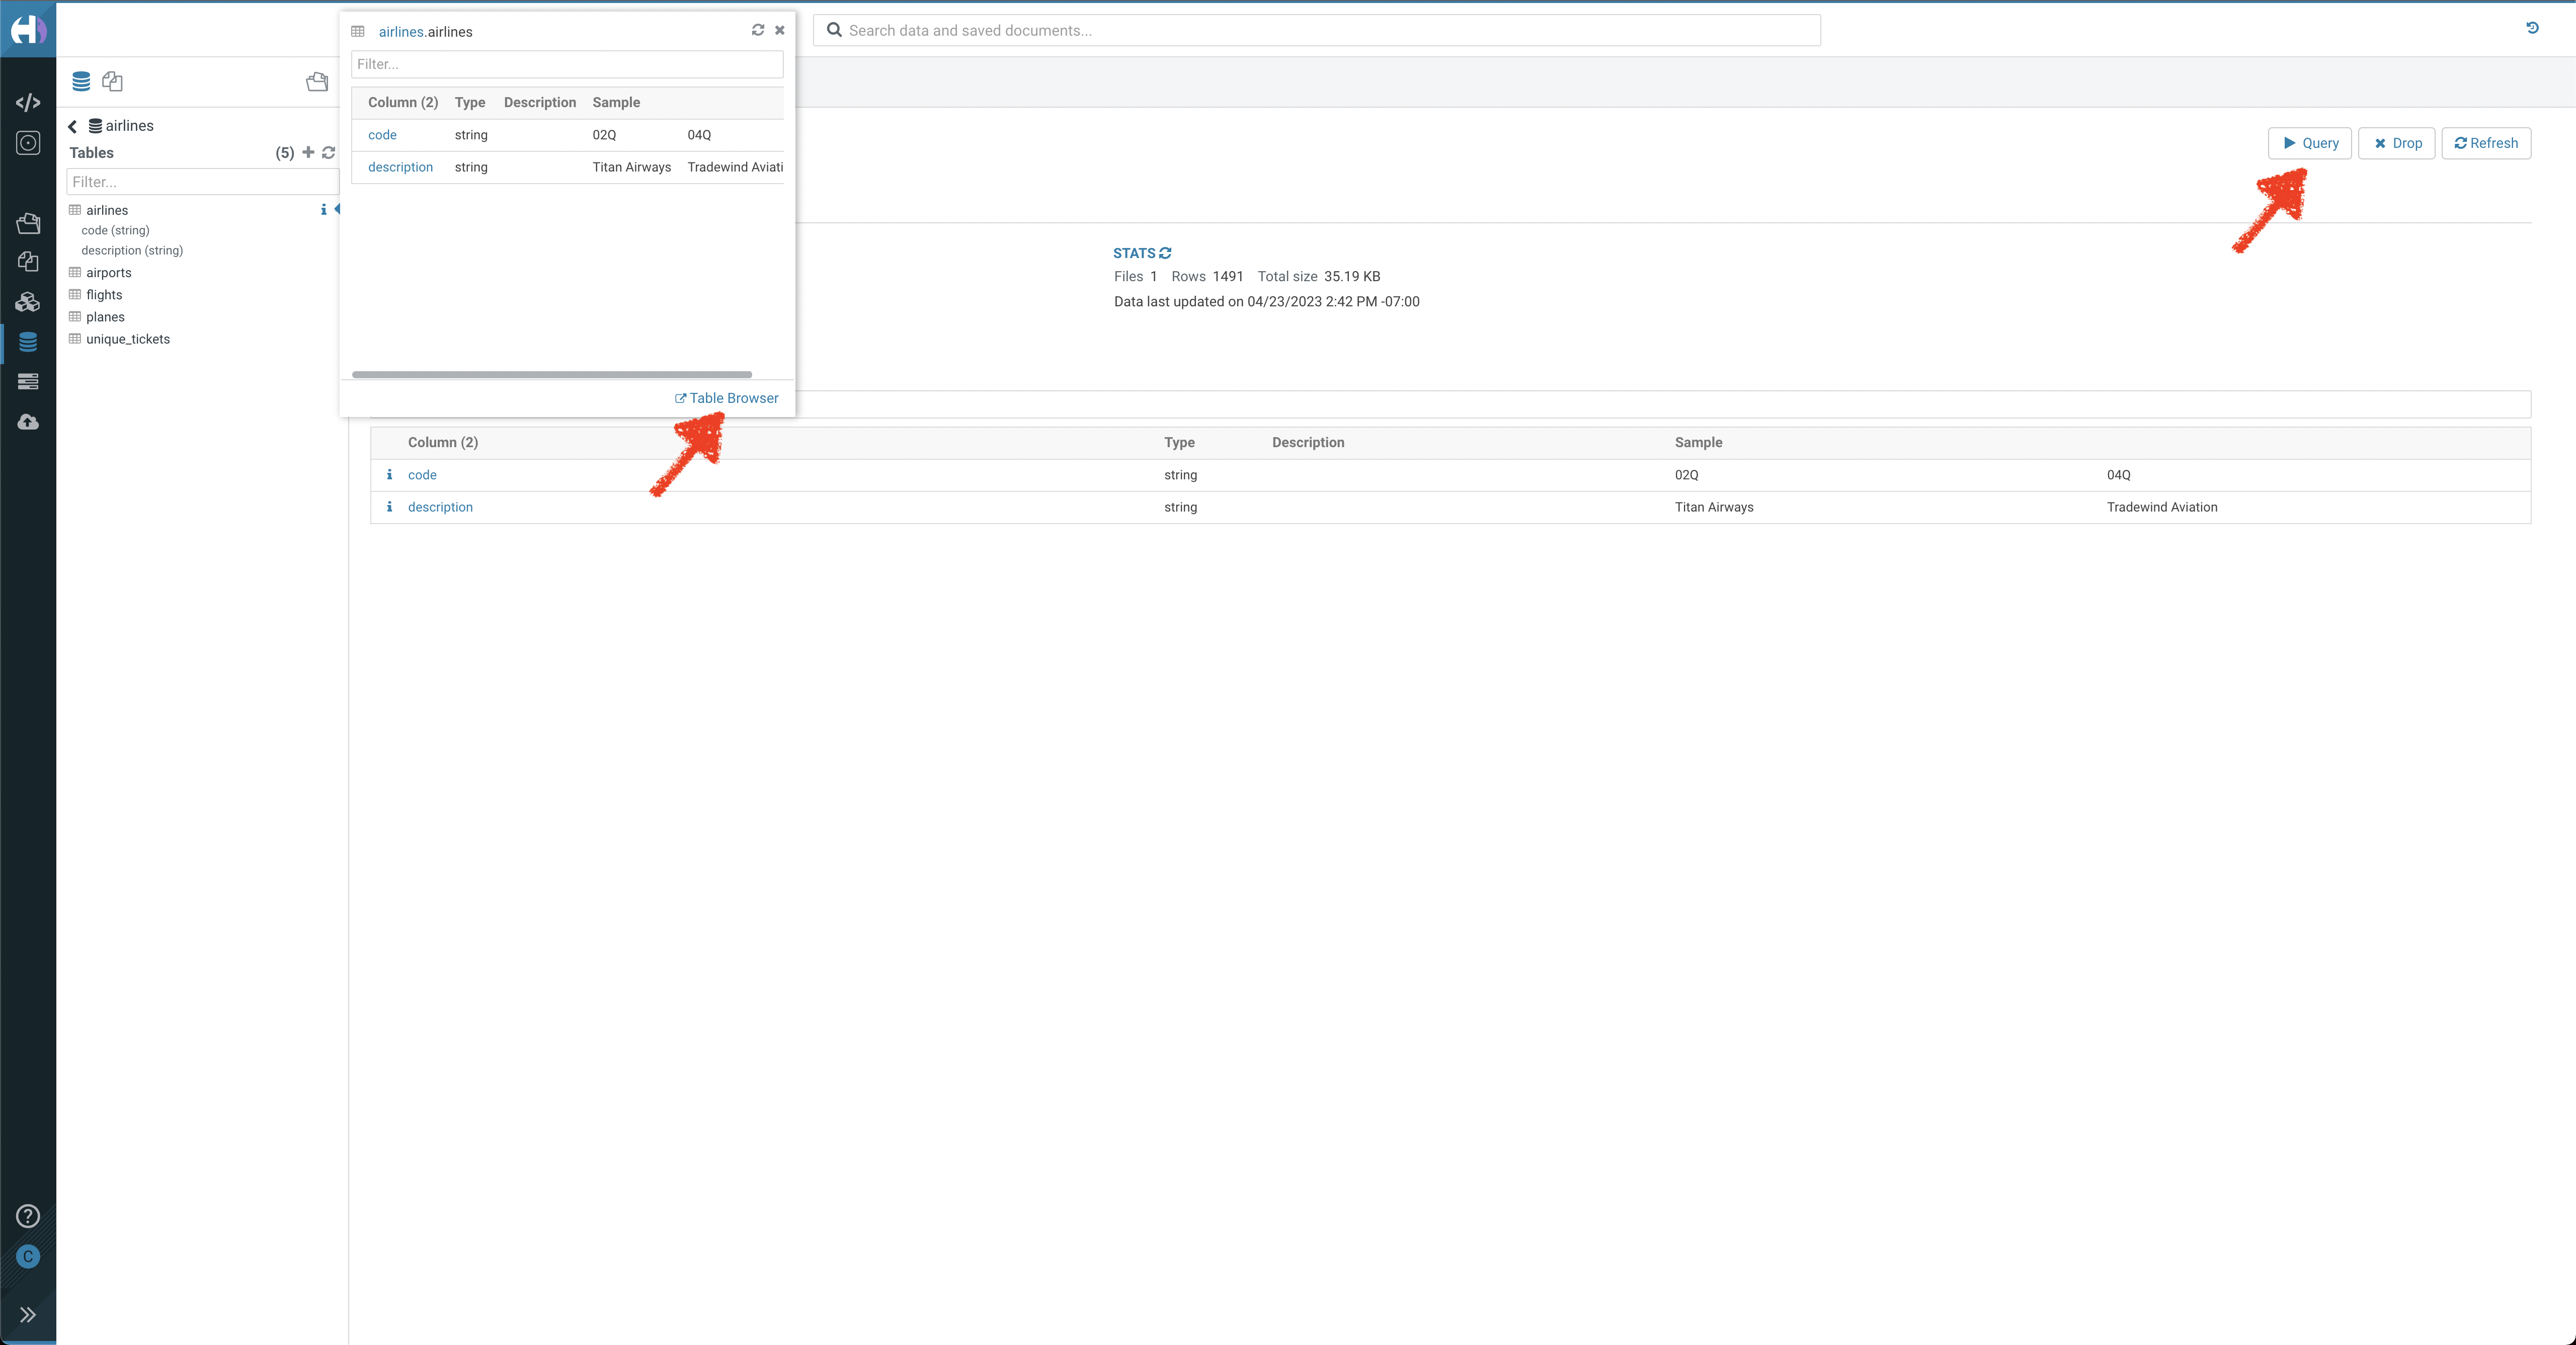 airlines.airlines
Search data and saved documents...
Filter...
Column (2) Type Description Sample
code string 02Q 04Q
description string Titan Airways Tradewind Aviati
Table Browser
airlines
Tables (5)
Filter...
airlines
code (string)
description (string)
airports
flights
planes
unique_tickets
Query Drop Refresh
STATS
Files 1 Rows 1491 Total size 35.19 KB
Data last updated on 04/23/2023 2:42 PM -07:00
Column (2) Type Description Sample
code string 02Q 04Q
description string Titan Airways Tradewind Aviation
C